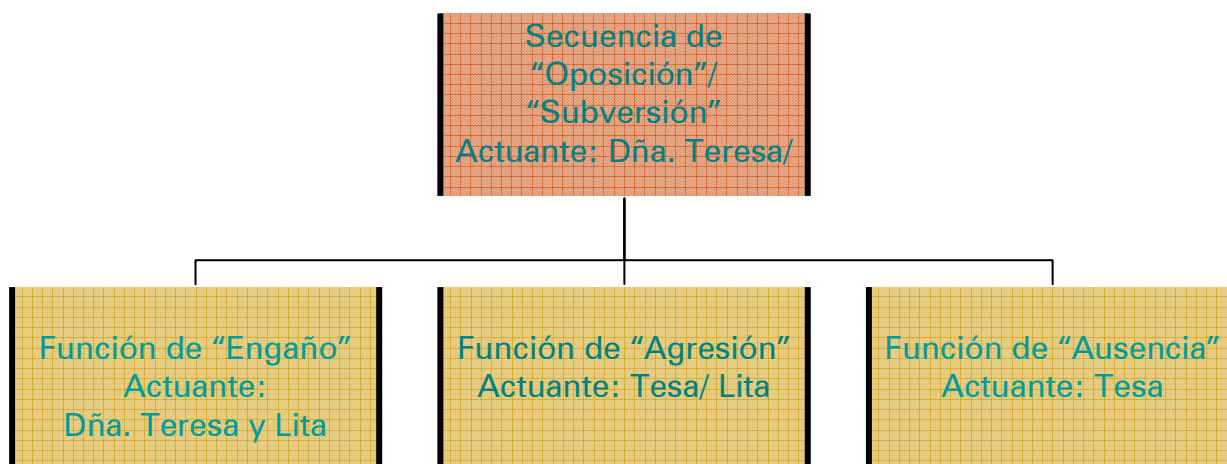 Secuencia de
“Oposición”/
“Subversión”
Actuante: Dña. Teresa/
Función de “Engaño”
Actuante:
Dña. Teresa y Lita
Función de “Agresión”
Actuante: Tesa/ Lita
Función de “Ausencia”
Actuante: Tesa